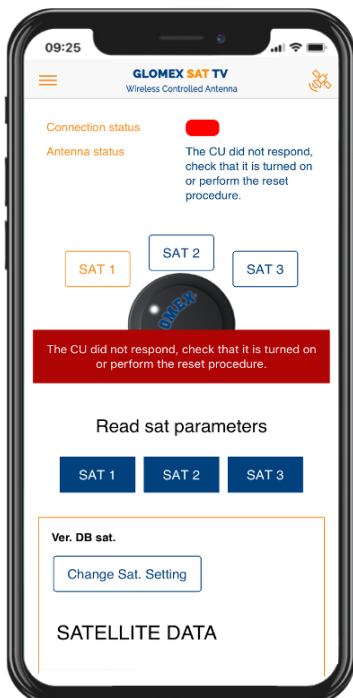 09:25
GLOMEX SAT TV
Wireless Controlled Antenna
Connection status
Antenna status
The CU did not respond,
check that it is turned on
or perform the reset
procedure.
SAT 1
SAT 2
SAT 3
OMEX
The CU did not respond, check that it is turned on
or perform the reset procedure.
Read sat parameters
SAT 1 SAT 2 SAT 3
Ver. DB sat.
Change Sat. Setting
SATELLITE DATA